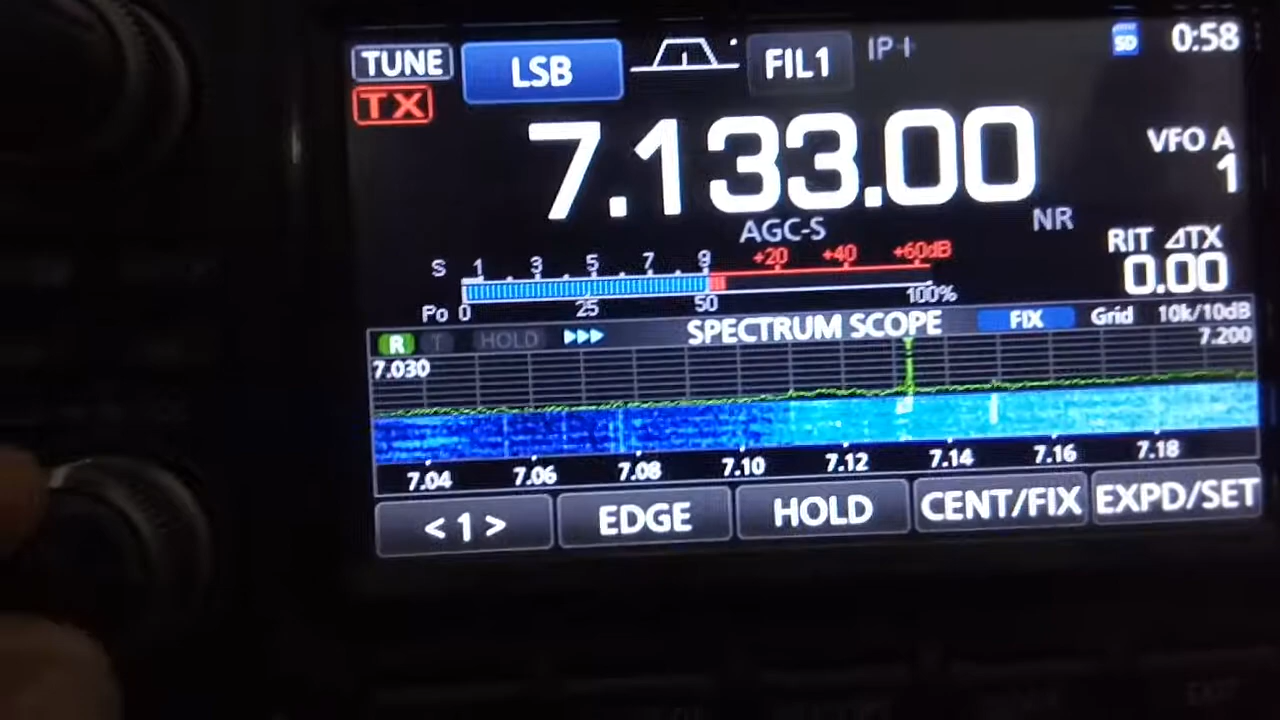 TUNE LSB FIL1 IP+ SD 0:58
TX
7.133.00 VFO A
1
AGC-S NR
RIT ⊿TX
0.00
S 1 3 5 7 9 +20 +40 +60dB
Po 0 25 50 100%
R T HOLD SPECTRUM SCOPE FIX Grid 10k/10dB
7.030 7.200
7.04 7.06 7.08 7.10 7.12 7.14 7.16 7.18
< 1 > EDGE HOLD CENT/FIX EXPD/SET